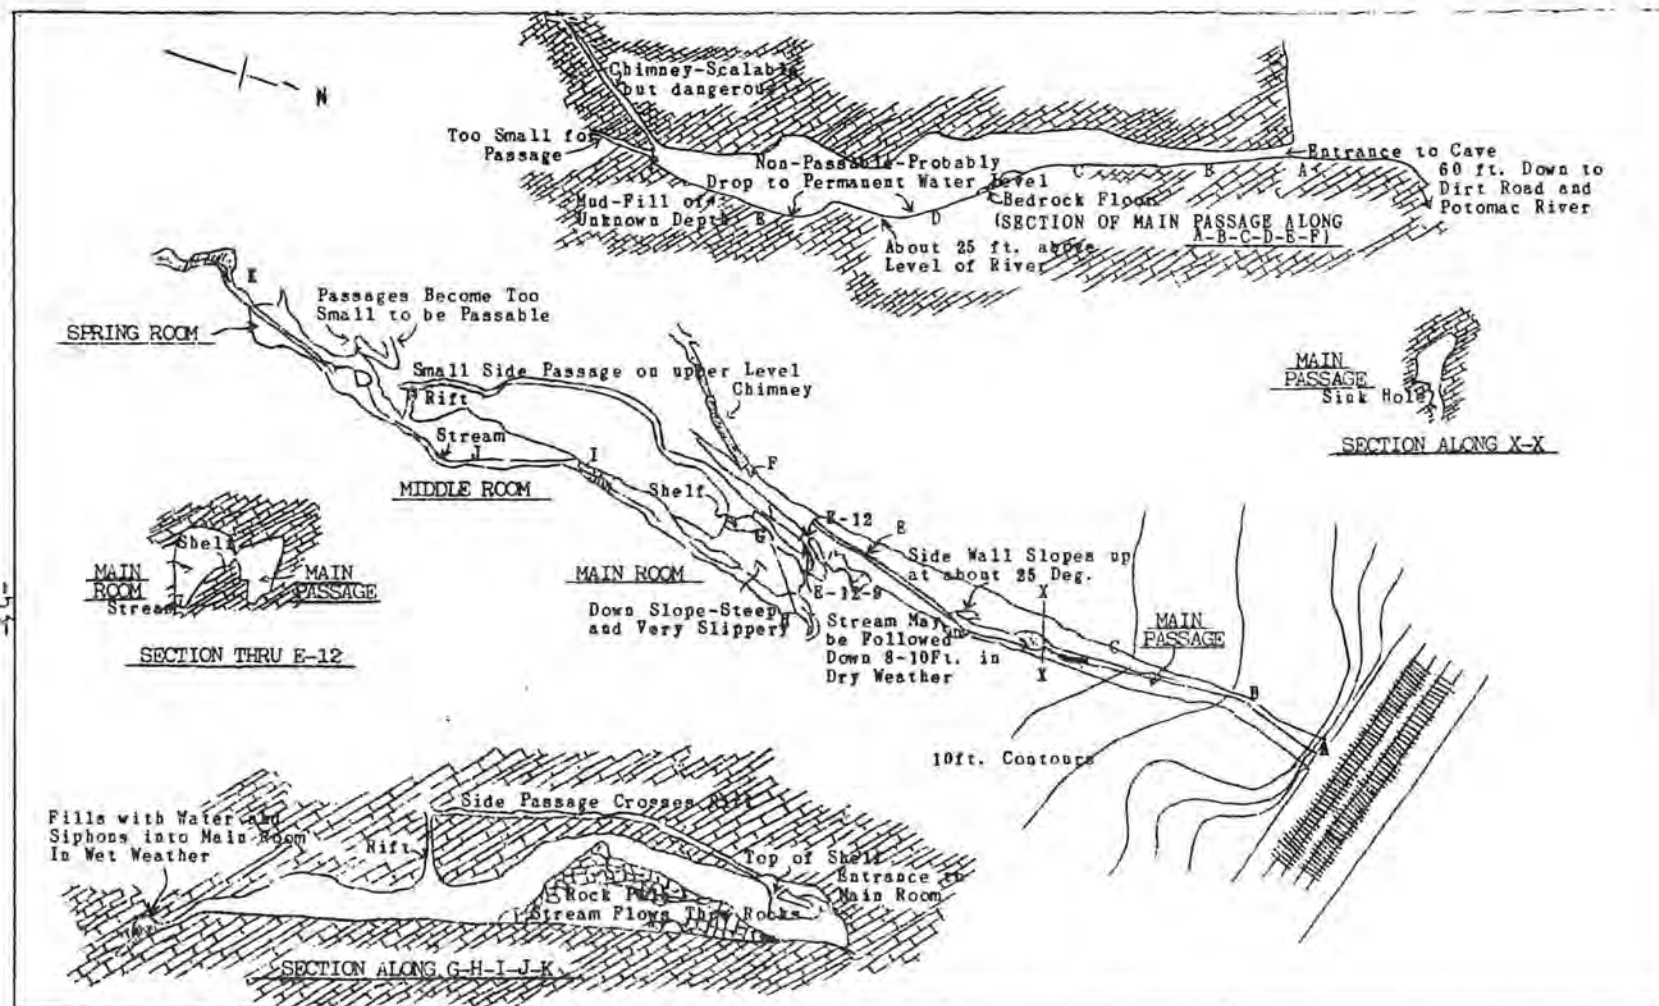 N
Chimney-Scalable
but dangerous
Too Small for
Passage
Non-Passable-Probably
Drop to Permanent Water Level
Mud-Fill of
Unknown Depth
E
D
C
B
A
Bedrock Floor
(SECTION OF MAIN PASSAGE ALONG
A-B-C-D-E-F)
About 25 ft. above
Level of River
Entrance to Cave
60 ft. Down to
Dirt Road and
Potomac River
K
SPRING ROOM
Passages Become Too
Small to be Passable
Small Side Passage on upper Level
Rift
Chimney
Stream
J
I
MIDDLE ROOM
F
Shelf
G
E-12
E
E-12-9
H
MAIN ROOM
Down Slope-Steep
and Very Slippery
Side Wall Slopes up
at about 25 Deg.
Stream May
be Followed
Down 8-10Ft. in
Dry Weather
X
X
C
MAIN
PASSAGE
B
A
10ft. Contours
MAIN
PASSAGE
Sink Hole
SECTION ALONG X-X
Shelf
MAIN
ROOM
Stream
MAIN
PASSAGE
SECTION THRU E-12
Fills with Water and
Siphons into Main Room
In Wet Weather
Side Passage Crosses Rift
Rift
Top of Shelf
Entrance to
Main Room
Rock Pile
Stream Flows Thru Rocks
SECTION ALONG G-H-I-J-K